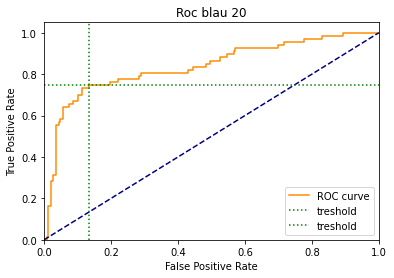 Roc blau 20
True Positive Rate
1.0
0.8
0.6
0.4
0.2
0.0
ROC curve
treshold
treshold
0.0 0.2 0.4 0.6 0.8 1.0
False Positive Rate